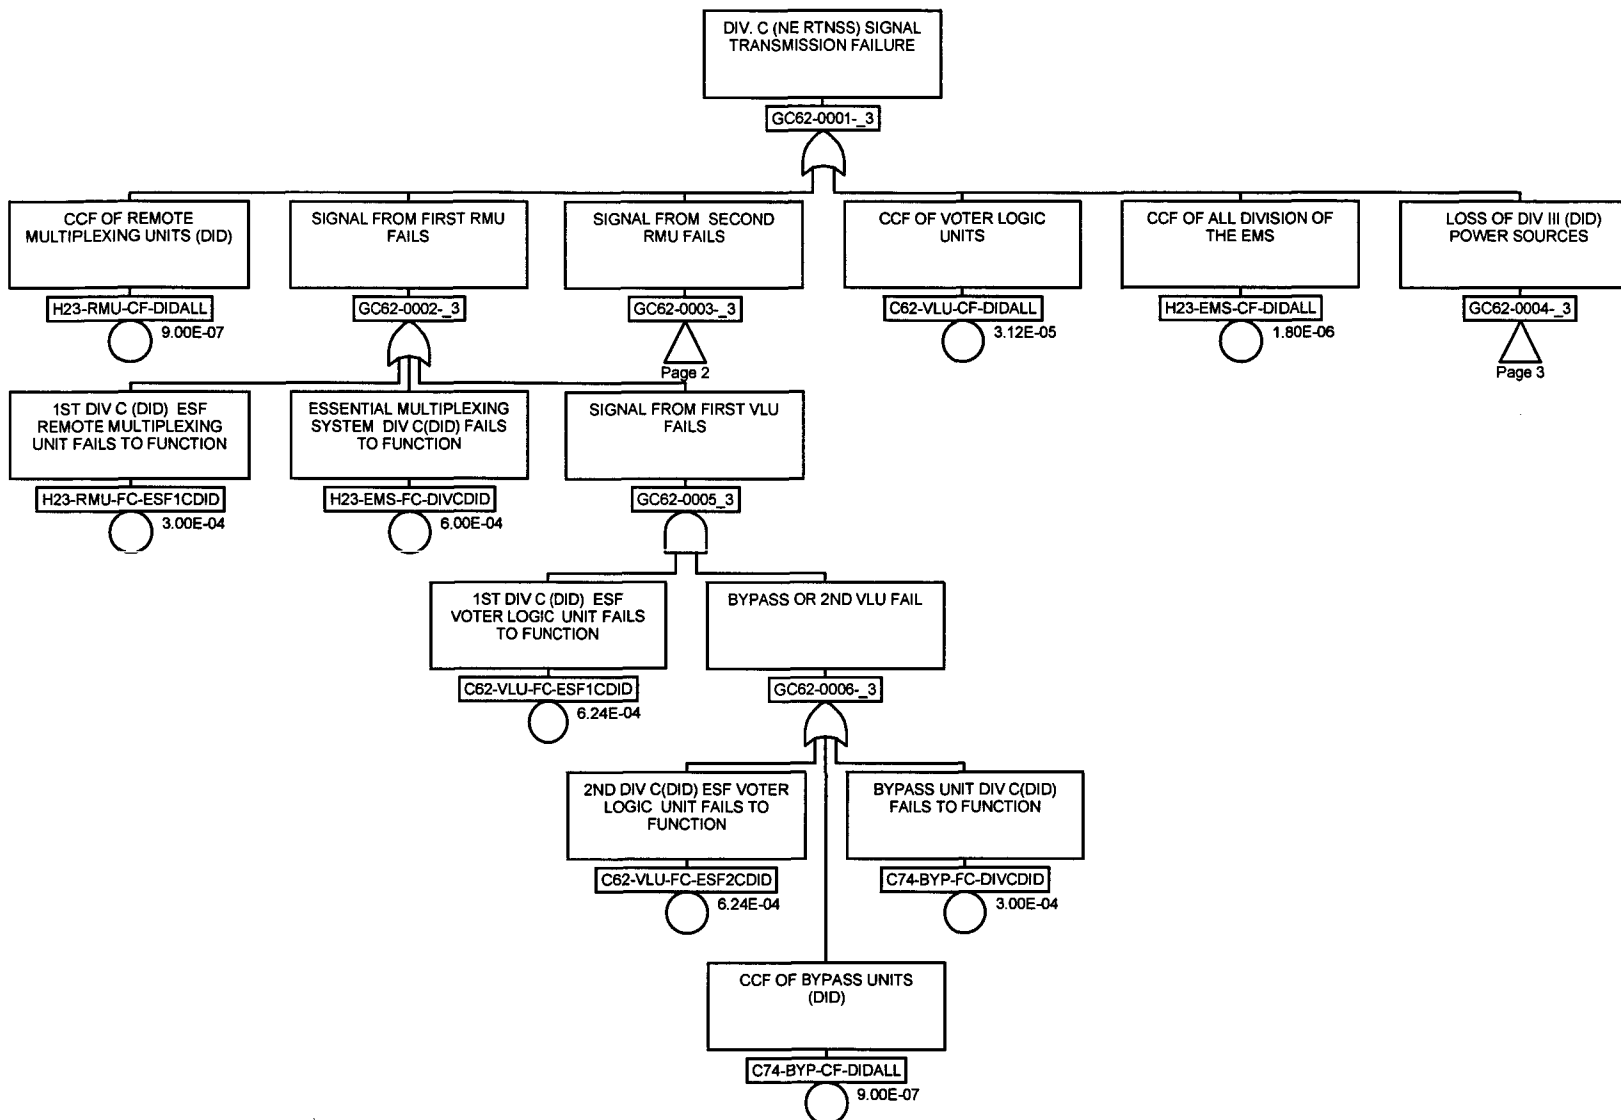 DIV. C (NE RTNSS) SIGNAL
TRANSMISSION FAILURE
GC62-0001-_3
CCF OF REMOTE
MULTIPLEXING UNITS (DID)
H23-RMU-CF-DIDALL
9.00E-07
SIGNAL FROM FIRST RMU
FAILS
GC62-0002-_3
SIGNAL FROM SECOND
RMU FAILS
GC62-0003-_3
Page 2
CCF OF VOTER LOGIC
UNITS
C62-VLU-CF-DIDALL
3.12E-05
CCF OF ALL DIVISION OF
THE EMS
H23-EMS-CF-DIDALL
1.80E-06
LOSS OF DIV III (DID)
POWER SOURCES
GC62-0004-_3
Page 3
1ST DIV C (DID) ESF
REMOTE MULTIPLEXING
UNIT FAILS TO FUNCTION
H23-RMU-FC-ESF1CDID
3.00E-04
ESSENTIAL MULTIPLEXING
SYSTEM DIV C(DID) FAILS
TO FUNCTION
H23-EMS-FC-DIVCDID
6.00E-04
SIGNAL FROM FIRST VLU
FAILS
GC62-0005_3
1ST DIV C (DID) ESF
VOTER LOGIC UNIT FAILS
TO FUNCTION
C62-VLU-FC-ESF1CDID
6.24E-04
BYPASS OR 2ND VLU FAIL
GC62-0006-_3
2ND DIV C(DID) ESF VOTER
LOGIC UNIT FAILS TO
FUNCTION
C62-VLU-FC-ESF2CDID
6.24E-04
BYPASS UNIT DIV C(DID)
FAILS TO FUNCTION
C74-BYP-FC-DIVCDID
3.00E-04
CCF OF BYPASS UNITS
(DID)
C74-BYP-CF-DIDALL
9.00E-07